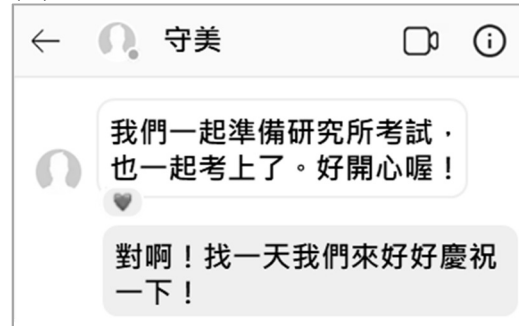 守美
我們一起準備研究所考試，
也一起考上了。好開心喔！
對啊！找一天我們來好好慶祝
一下！